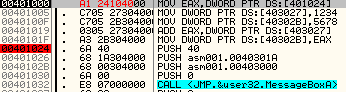 00401000 A1 24104000 MOV EAX,DWORD PTR DS:[401024]
00401005 . C705 27304000 MOV DWORD PTR DS:[403027],1234
0040100F . C705 2B304000 MOV DWORD PTR DS:[40302B],5678
00401019 . 0305 27304000 ADD EAX,DWORD PTR DS:[403027]
0040101F . A3 2B304000 MOV DWORD PTR DS:[40302B],EAX
00401024 . 6A 40 PUSH 40
00401026 . 68 1A304000 PUSH asm001.0040301A
0040102B . 68 00304000 PUSH asm001.00403000
00401030 . 6A 00 PUSH 0
00401032 . E8 07000000 CALL <JMP.&user32.MessageBoxA>